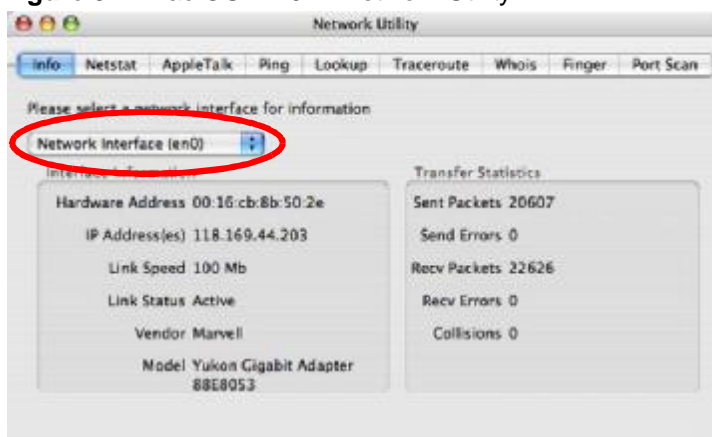 Network Utility
Info Netstat AppleTalk Ping Lookup Traceroute Whois Finger Port Scan
Please select a network interface for information
Network Interface (en0)
Interface Information
Transfer Statistics
Hardware Address 00:16:cb:8b:50:2e
Sent Packets 20607
IP Address(es) 118.169.44.203
Send Errors 0
Link Speed 100 Mb
Recv Packets 22626
Link Status Active
Recv Errors 0
Vendor Marvell
Collisions 0
Model Yukon Gigabit Adapter
88E8053